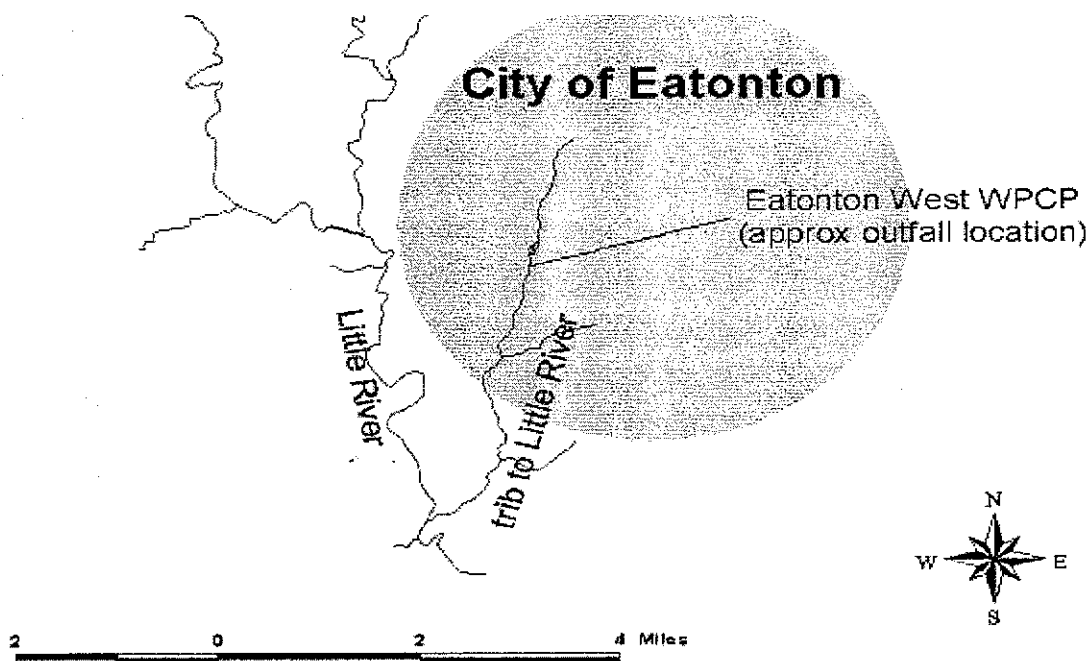 City of Eatonton
Eatonton West WPCP
(approx outfall location)
Little River
trib to Little River
N
W E
S
2 0 2 4 Miles